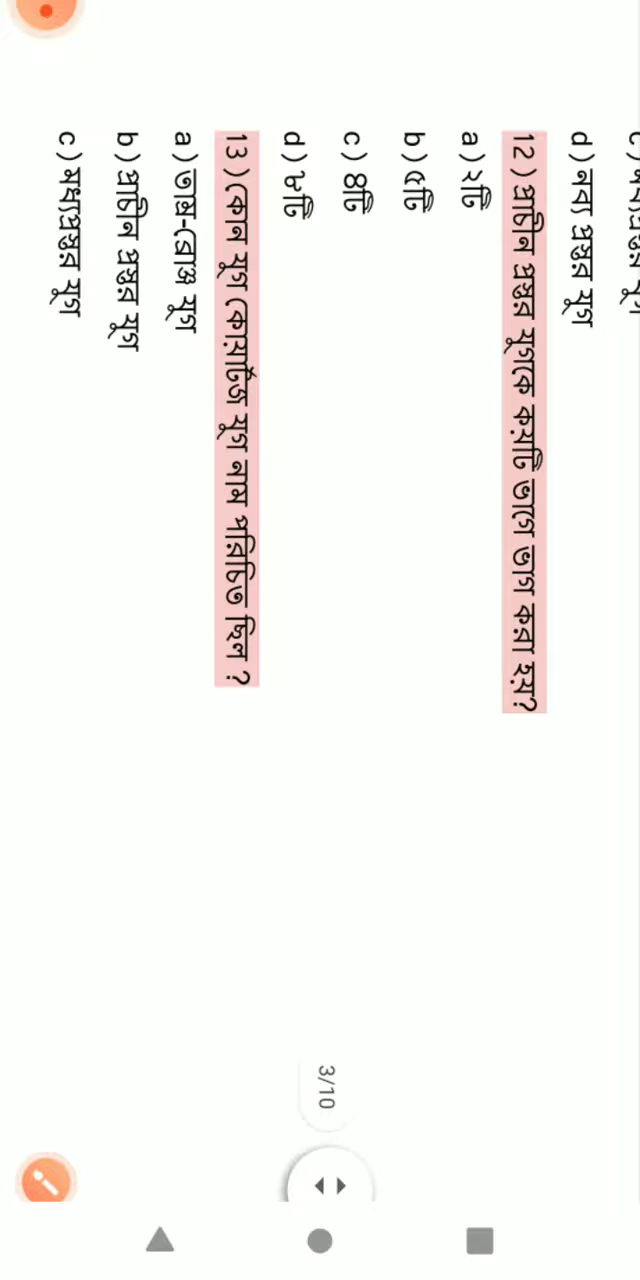 d ) নব্য প্রস্তর যুগ
12 ) প্রাচীন প্রস্তর যুগকে কয়টি ভাগে ভাগ করা হয়?
a ) ২টি
b ) ৫টি
c ) ৪টি
d ) ৮টি
13 ) কোন যুগ কোয়ার্টজ যুগ নাম পরিচিত ছিল ?
a ) তাম্র-ব্রোঞ্জ যুগ
b ) প্রাচীন প্রস্তর যুগ
c ) মধ্যপ্রস্তর যুগ
3/10